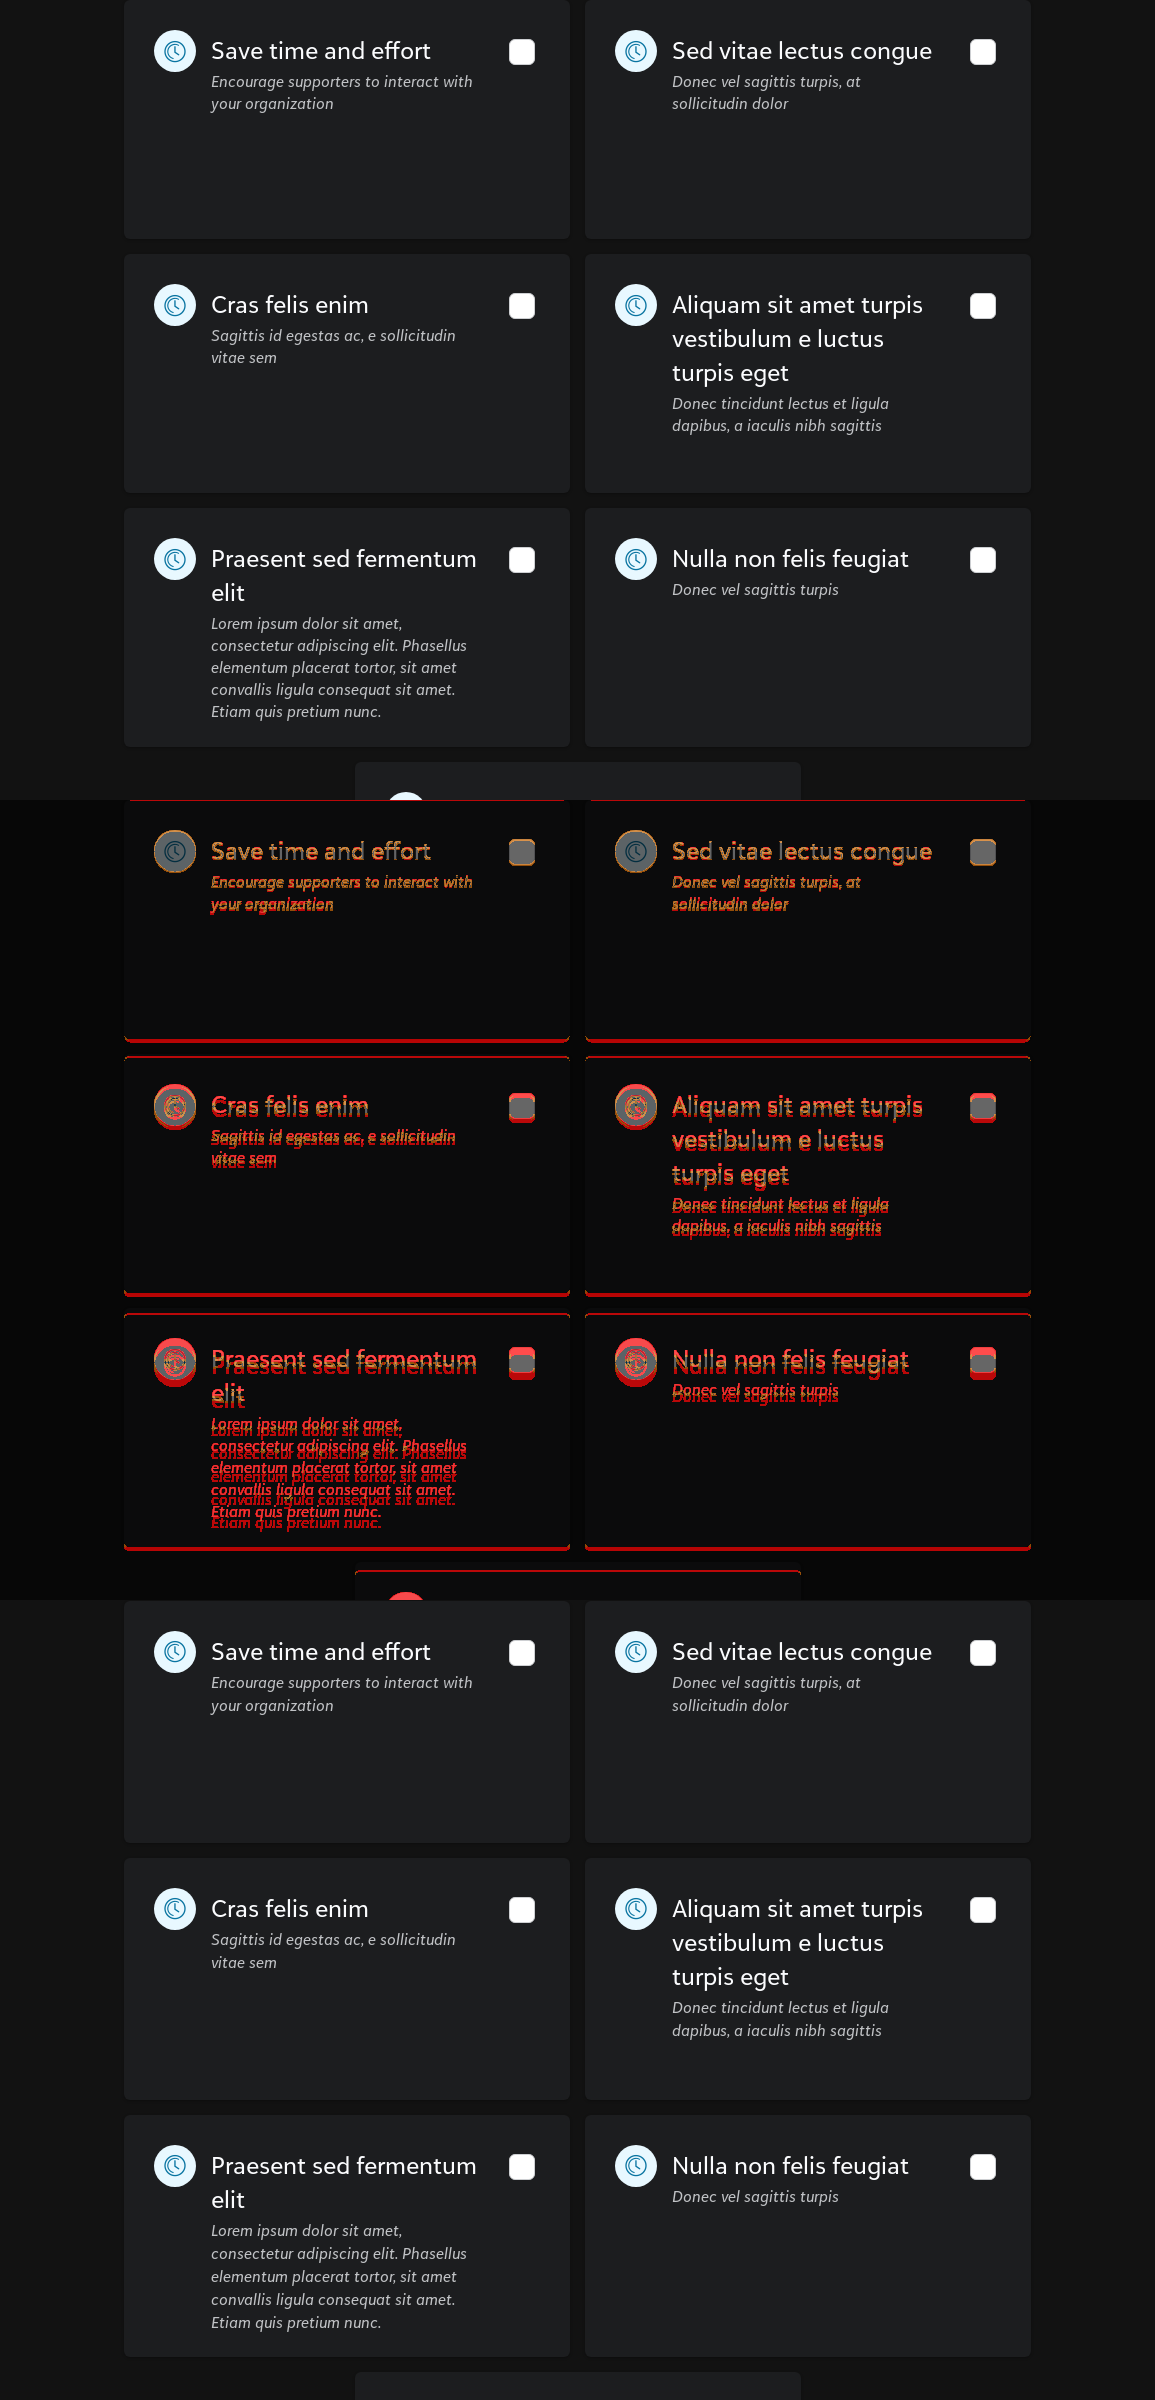 Save time and effort
Encourage supporters to interact with
your organization
Sed vitae lectus congue
Donec vel sagittis turpis, at
sollicitudin dolor
Cras felis enim
Sagittis id egestas ac, e sollicitudin
vitae sem
Aliquam sit amet turpis
vestibulum e luctus
turpis eget
Donec tincidunt lectus et ligula
dapibus, a iaculis nibh sagittis
Praesent sed fermentum
elit
Lorem ipsum dolor sit amet,
consectetur adipiscing elit. Phasellus
elementum placerat tortor, sit amet
convallis ligula consequat sit amet.
Etiam quis pretium nunc.
Nulla non felis feugiat
Donec vel sagittis turpis
Save time and effort
Encourage supporters to interact with
your organization
Sed vitae lectus congue
Donec vel sagittis turpis, at
sollicitudin dolor
Cras felis enim
Sagittis id egestas ac, e sollicitudin
vitae sem
Aliquam sit amet turpis
vestibulum e luctus
turpis eget
Donec tincidunt lectus et ligula
dapibus, a iaculis nibh sagittis
Praesent sed fermentum
elit
Lorem ipsum dolor sit amet,
consectetur adipiscing elit. Phasellus
elementum placerat tortor, sit amet
convallis ligula consequat sit amet.
Etiam quis pretium nunc.
Nulla non felis feugiat
Donec vel sagittis turpis
Save time and effort
Encourage supporters to interact with
your organization
Sed vitae lectus congue
Donec vel sagittis turpis, at
sollicitudin dolor
Cras felis enim
Sagittis id egestas ac, e sollicitudin
vitae sem
Aliquam sit amet turpis
vestibulum e luctus
turpis eget
Donec tincidunt lectus et ligula
dapibus, a iaculis nibh sagittis
Praesent sed fermentum
elit
Lorem ipsum dolor sit amet,
consectetur adipiscing elit. Phasellus
elementum placerat tortor, sit amet
convallis ligula consequat sit amet.
Etiam quis pretium nunc.
Nulla non felis feugiat
Donec vel sagittis turpis